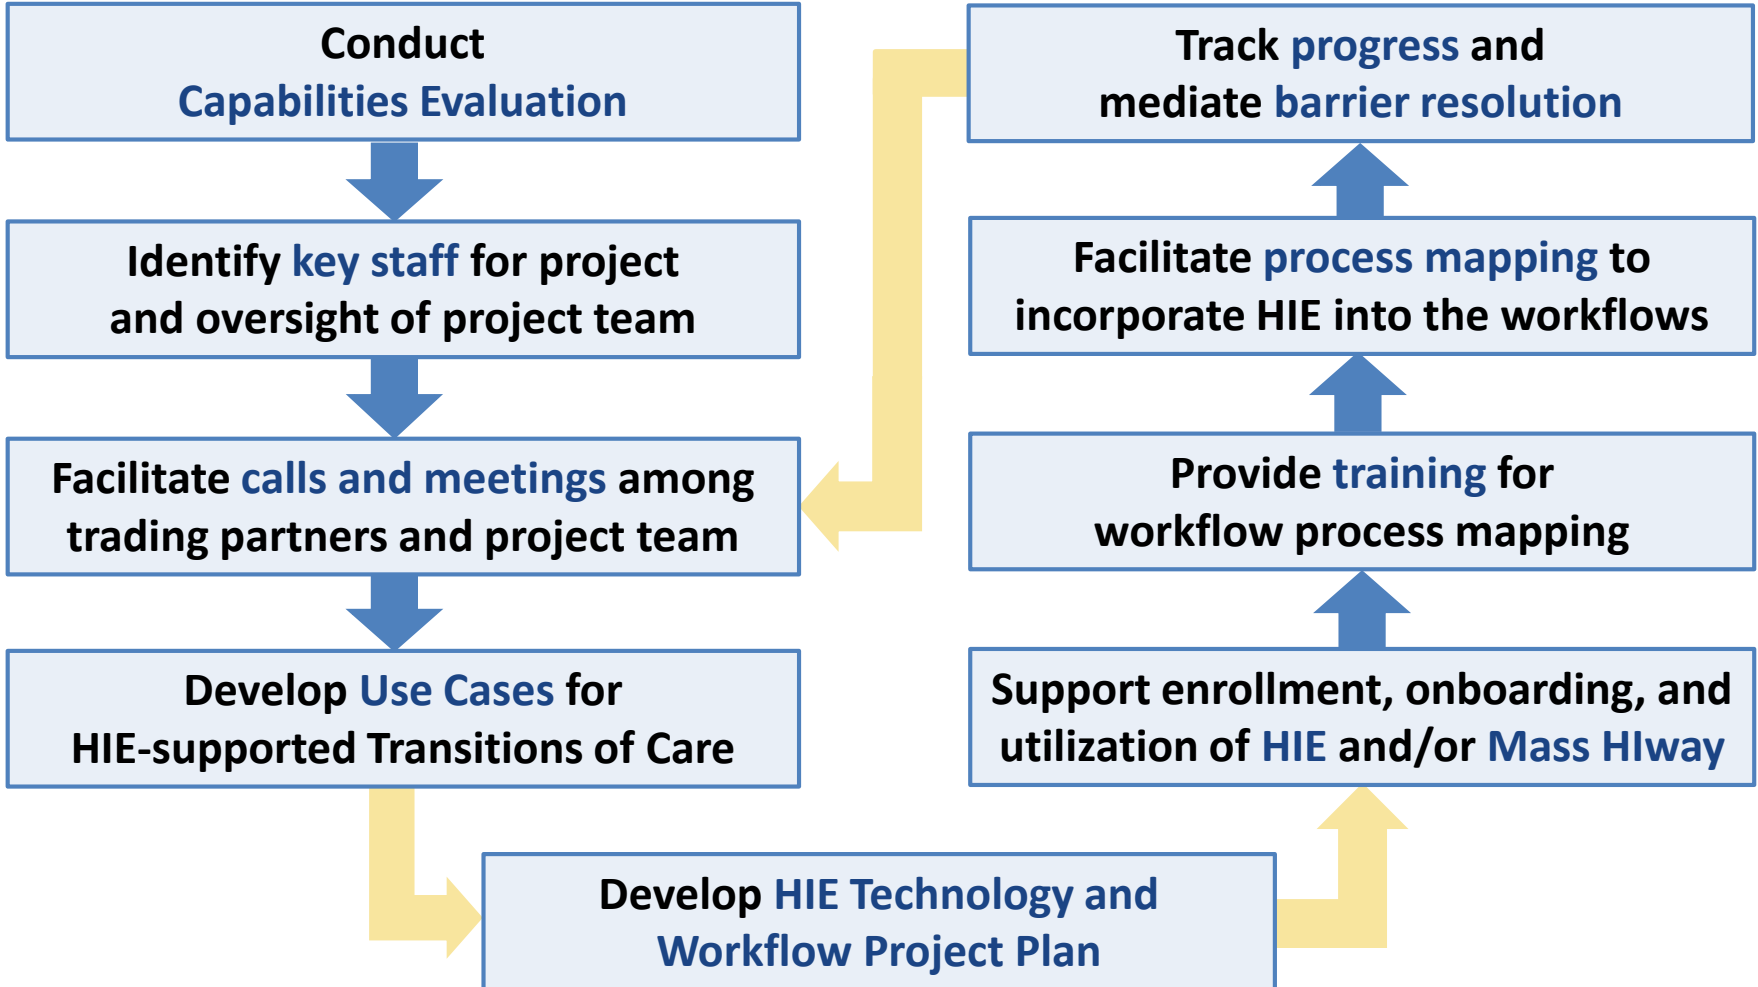 Conduct
Capabilities Evaluation
Identify key staff for project
and oversight of project team
Facilitate calls and meetings among
trading partners and project team
Develop Use Cases for
HIE-supported Transitions of Care
Develop HIE Technology and
Workflow Project Plan
Support enrollment, onboarding, and
utilization of HIE and/or Mass HIway
Provide training for
workflow process mapping
Facilitate process mapping to
incorporate HIE into the workflows
Track progress and
mediate barrier resolution